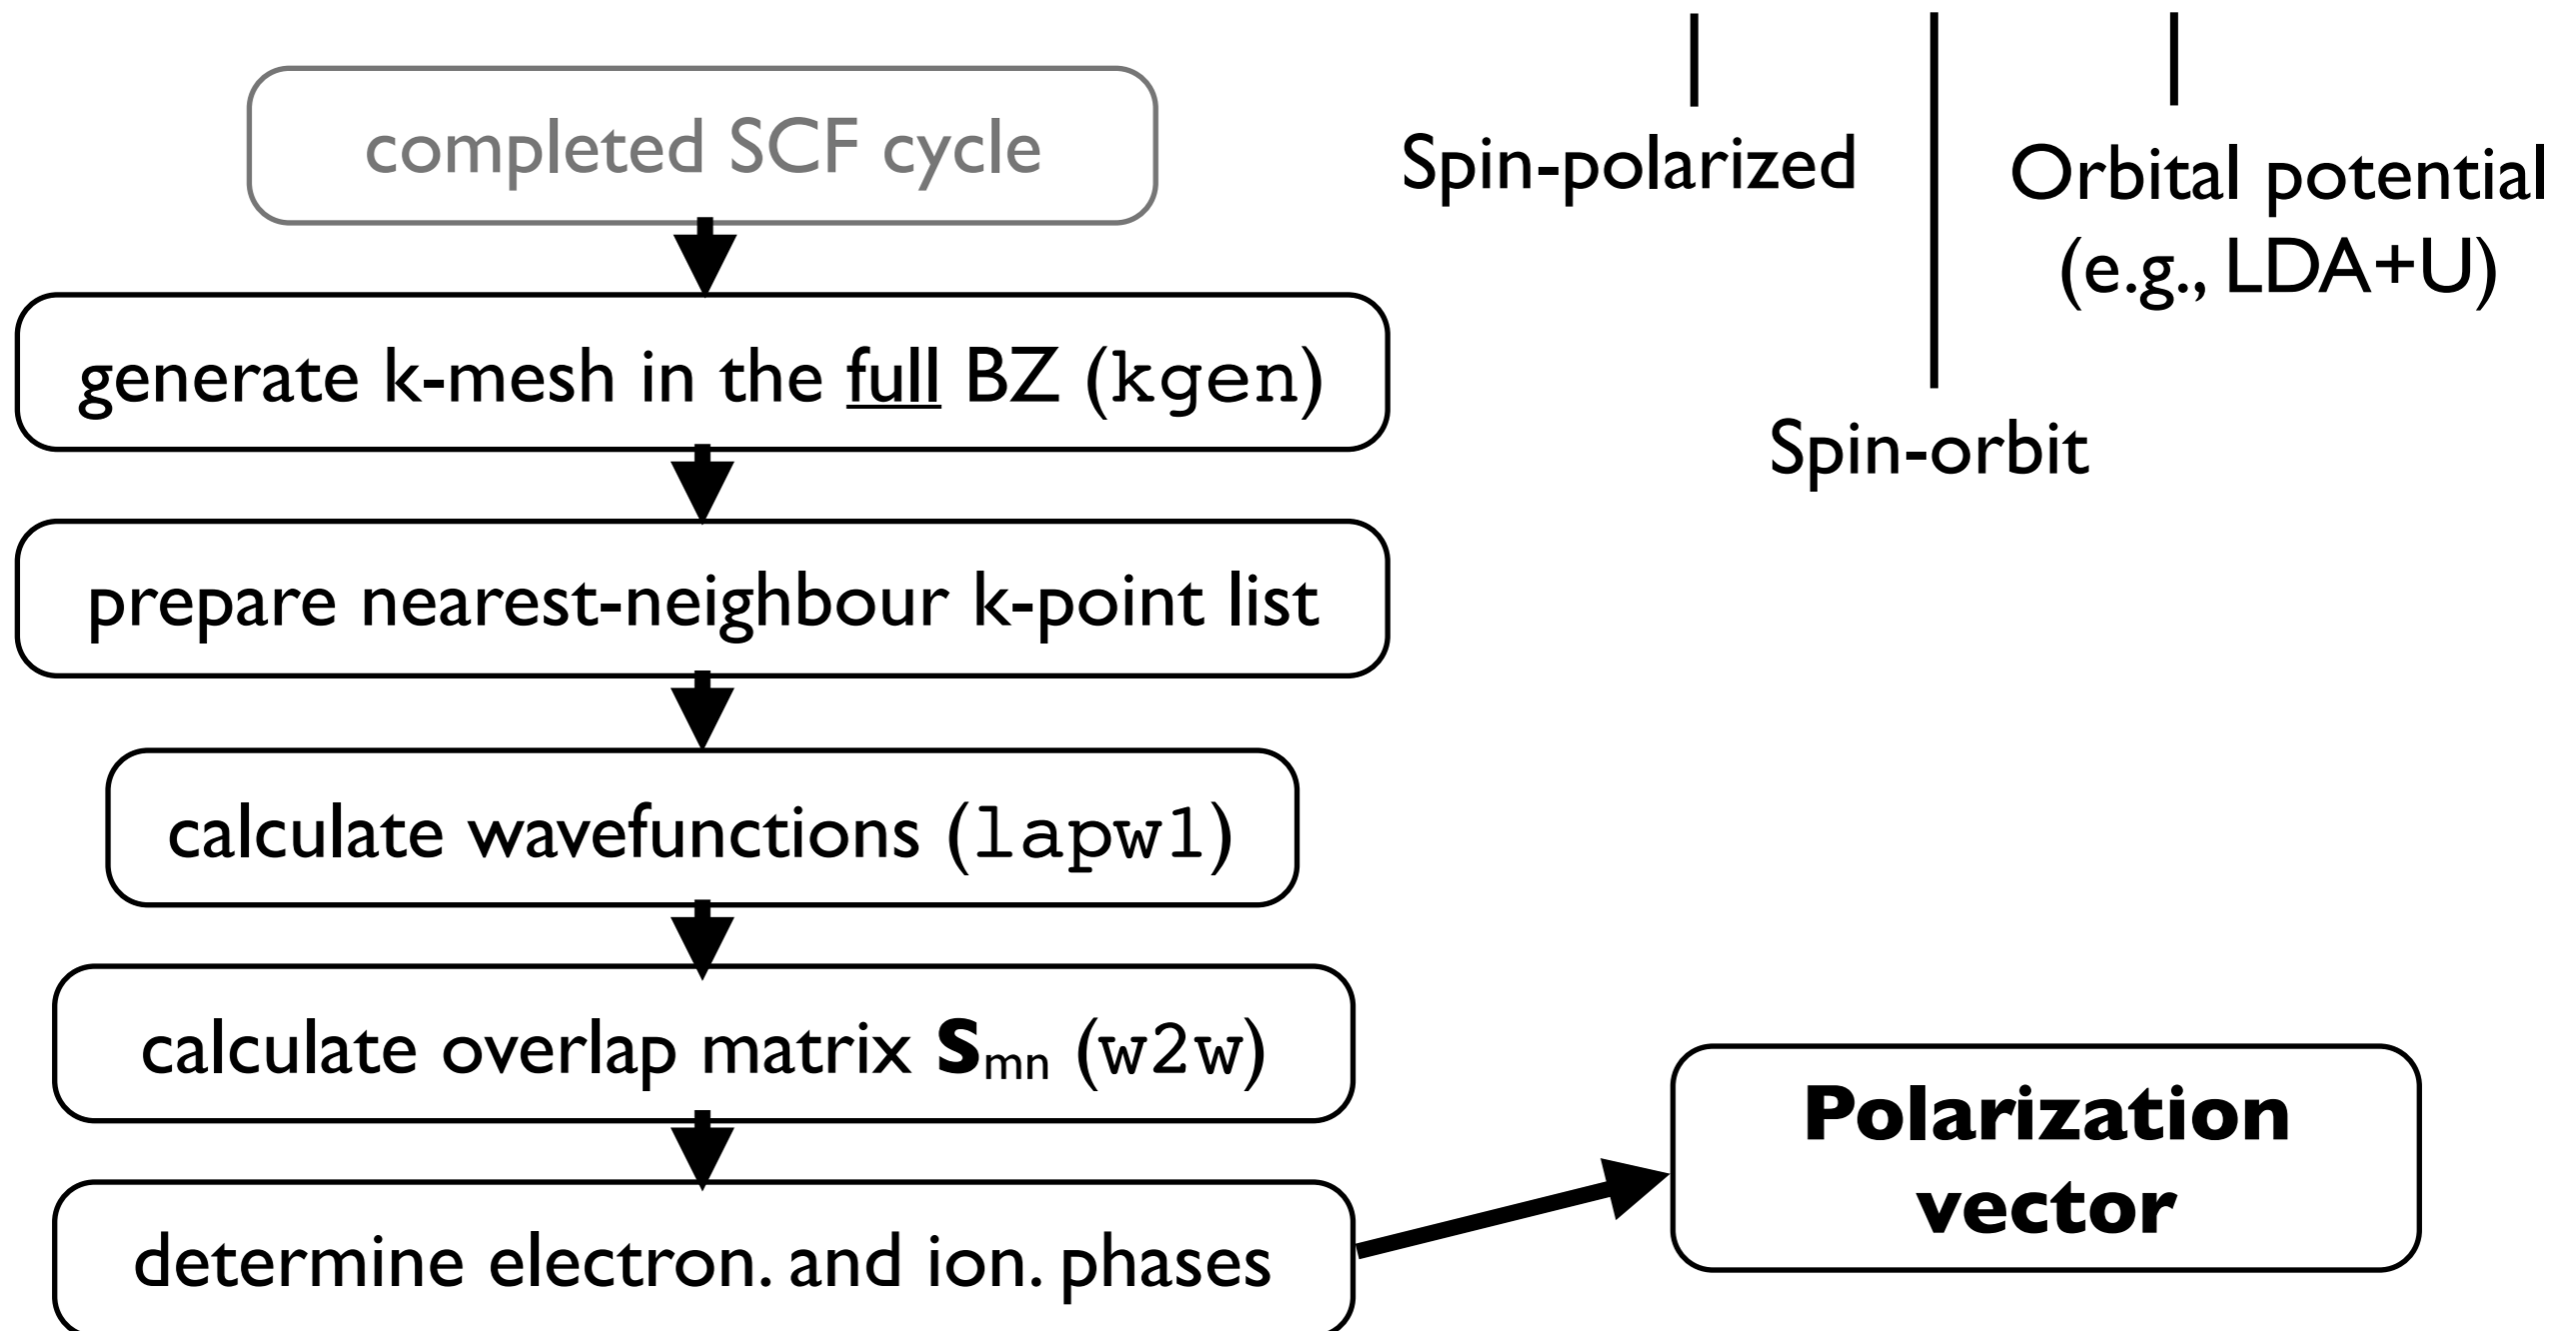 completed SCF cycle
generate k-mesh in the full BZ (kgen)
prepare nearest-neighbour k-point list
calculate wavefunctions (lapw1)
calculate overlap matrix Smn (w2w)
determine electron. and ion. phases
Spin-polarized
Orbital potential
(e.g., LDA+U)
Spin-orbit
Polarization
vector